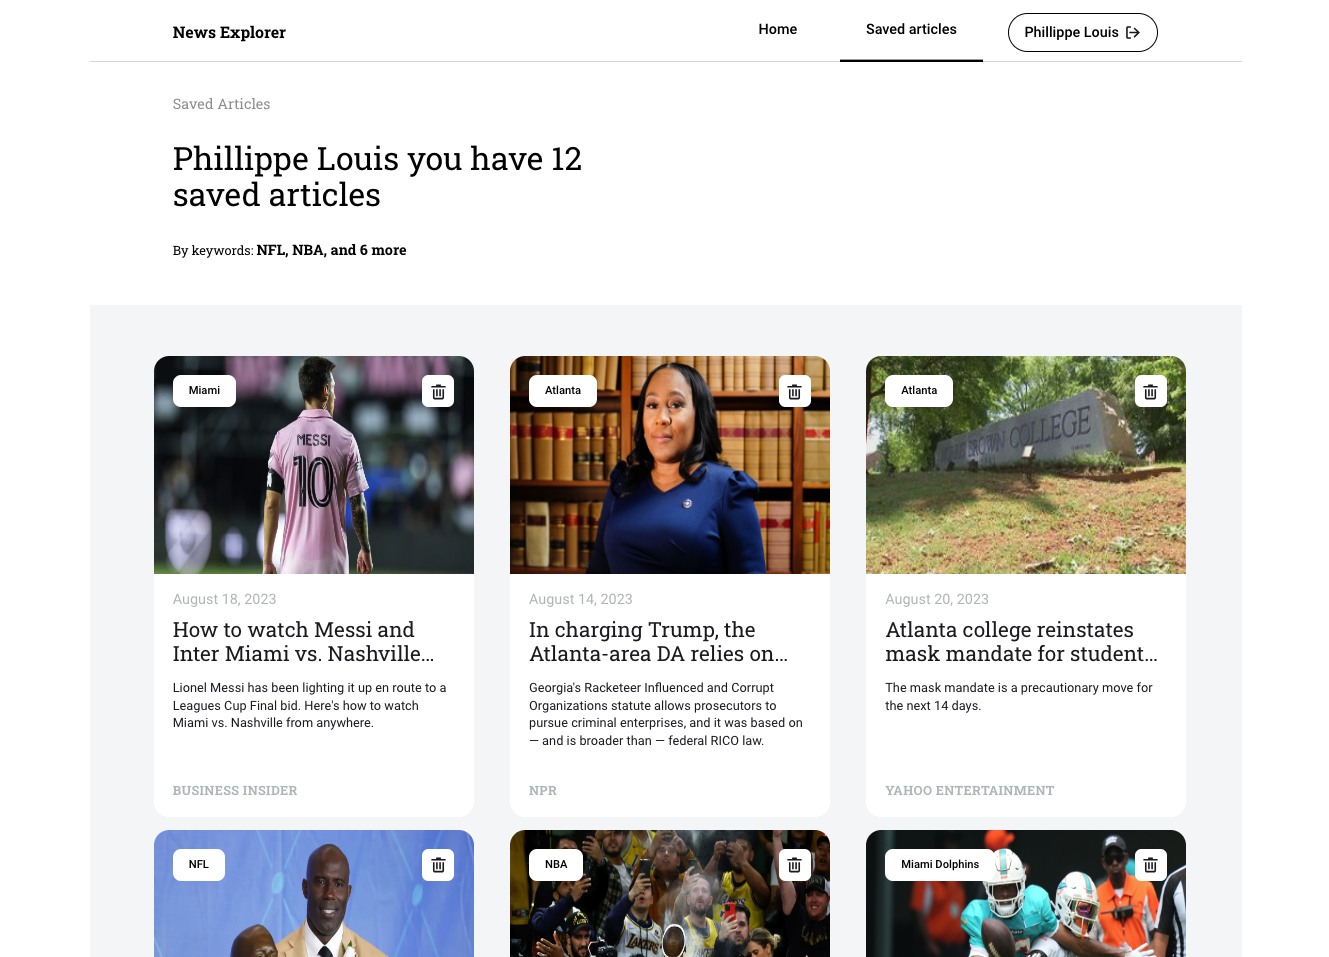 News Explorer
Home
Saved articles
Phillippe Louis
Saved Articles
Phillippe Louis you have 12
saved articles
By keywords: NFL, NBA, and 6 more
Miami
MESSI
10
August 18, 2023
How to watch Messi and
Inter Miami vs. Nashville...
Lionel Messi has been lighting it up en route to a
Leagues Cup Final bid. Here's how to watch
Miami vs. Nashville from anywhere.
BUSINESS INSIDER
Atlanta
August 14, 2023
In charging Trump, the
Atlanta-area DA relies on...
Georgia's Racketeer Influenced and Corrupt
Organizations statute allows prosecutors to
pursue criminal enterprises, and it was based on
— and is broader than — federal RICO law.
NPR
Atlanta
BROWN COLLEGE
August 20, 2023
Atlanta college reinstates
mask mandate for student...
The mask mandate is a precautionary move for
the next 14 days.
YAHOO ENTERTAINMENT
NFL
NBA
LAKERS
Miami Dolphins